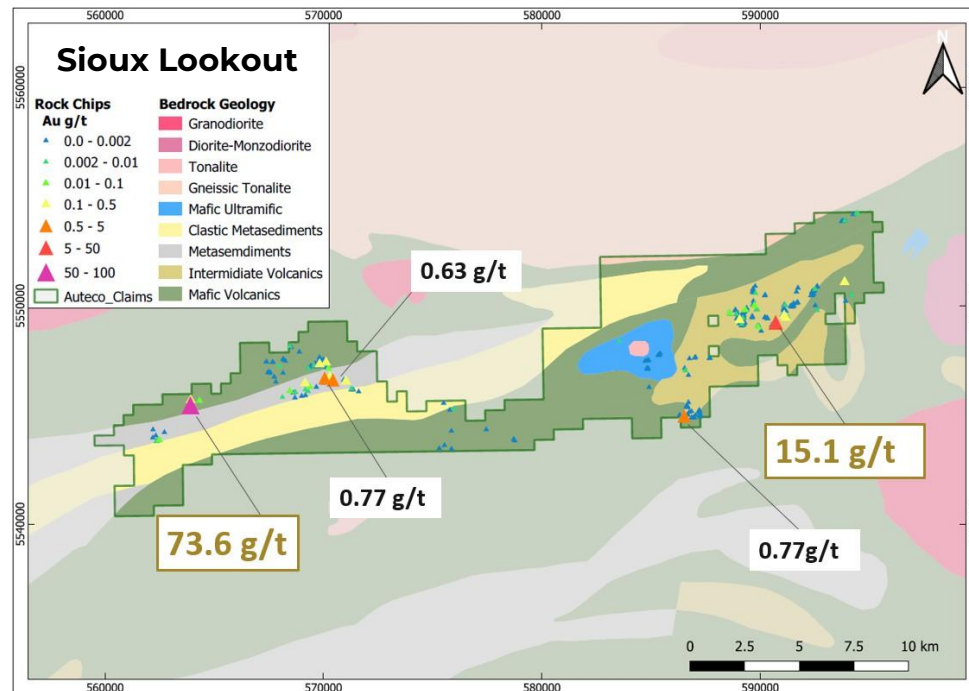 560000 570000 580000 590000
Sioux Lookout
N
5560000
Rock Chips
Au g/t
0.0 - 0.002
0.002 - 0.01
0.01 - 0.1
0.1 - 0.5
0.5 - 5
5 - 50
50 - 100
Auteco_Claims
Bedrock Geology
Granodiorite
Diorite-Monzodiorite
Tonalite
Gneissic Tonalite
Mafic Ultramific
Clastic Metasediments
Metasemdiments
Intermidiate Volcanics
Mafic Volcanics
0.63 g/t
5550000
5550000
15.1 g/t
0.77 g/t
73.6 g/t
0.77g/t
5540000
5540000
0 2.5 5 7.5 10 km
560000 570000 580000 590000